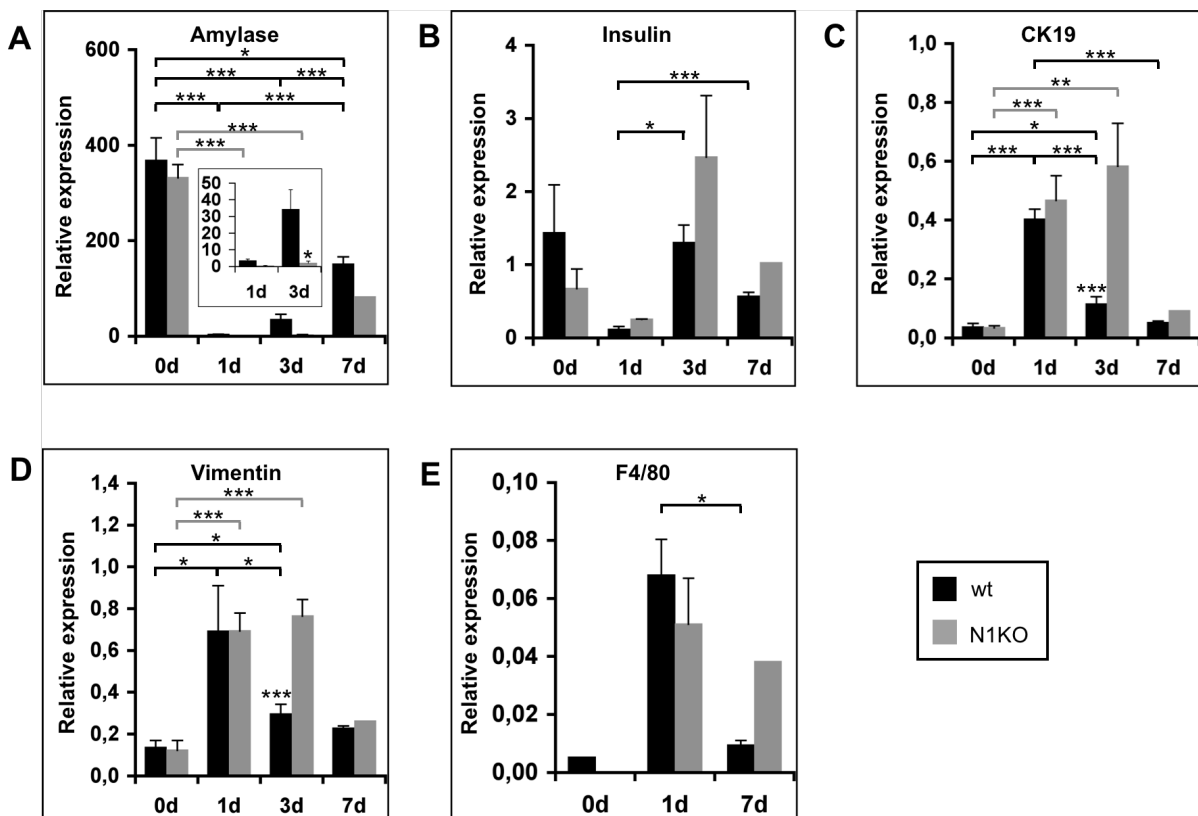 A
Amylase
Relative expression
600
400
200
0
*
*** ***
*** ***
***
***
50
40
30
20
10
0
*
1d 3d
0d 1d 3d 7d
B
Insulin
Relative expression
4
3
2
1
0
***
*
0d 1d 3d 7d
C
CK19
Relative expression
1,0
0,8
0,6
0,4
0,2
0,0
***
**
***
*
*** ***
***
0d 1d 3d 7d
D
Vimentin
Relative expression
1,4
1,2
1,0
0,8
0,6
0,4
0,2
0,0
***
***
*
* *
***
0d 1d 3d 7d
E
F4/80
Relative expression
0,10
0,08
0,06
0,04
0,02
0,00
*
0d 1d 7d
wt
N1KO